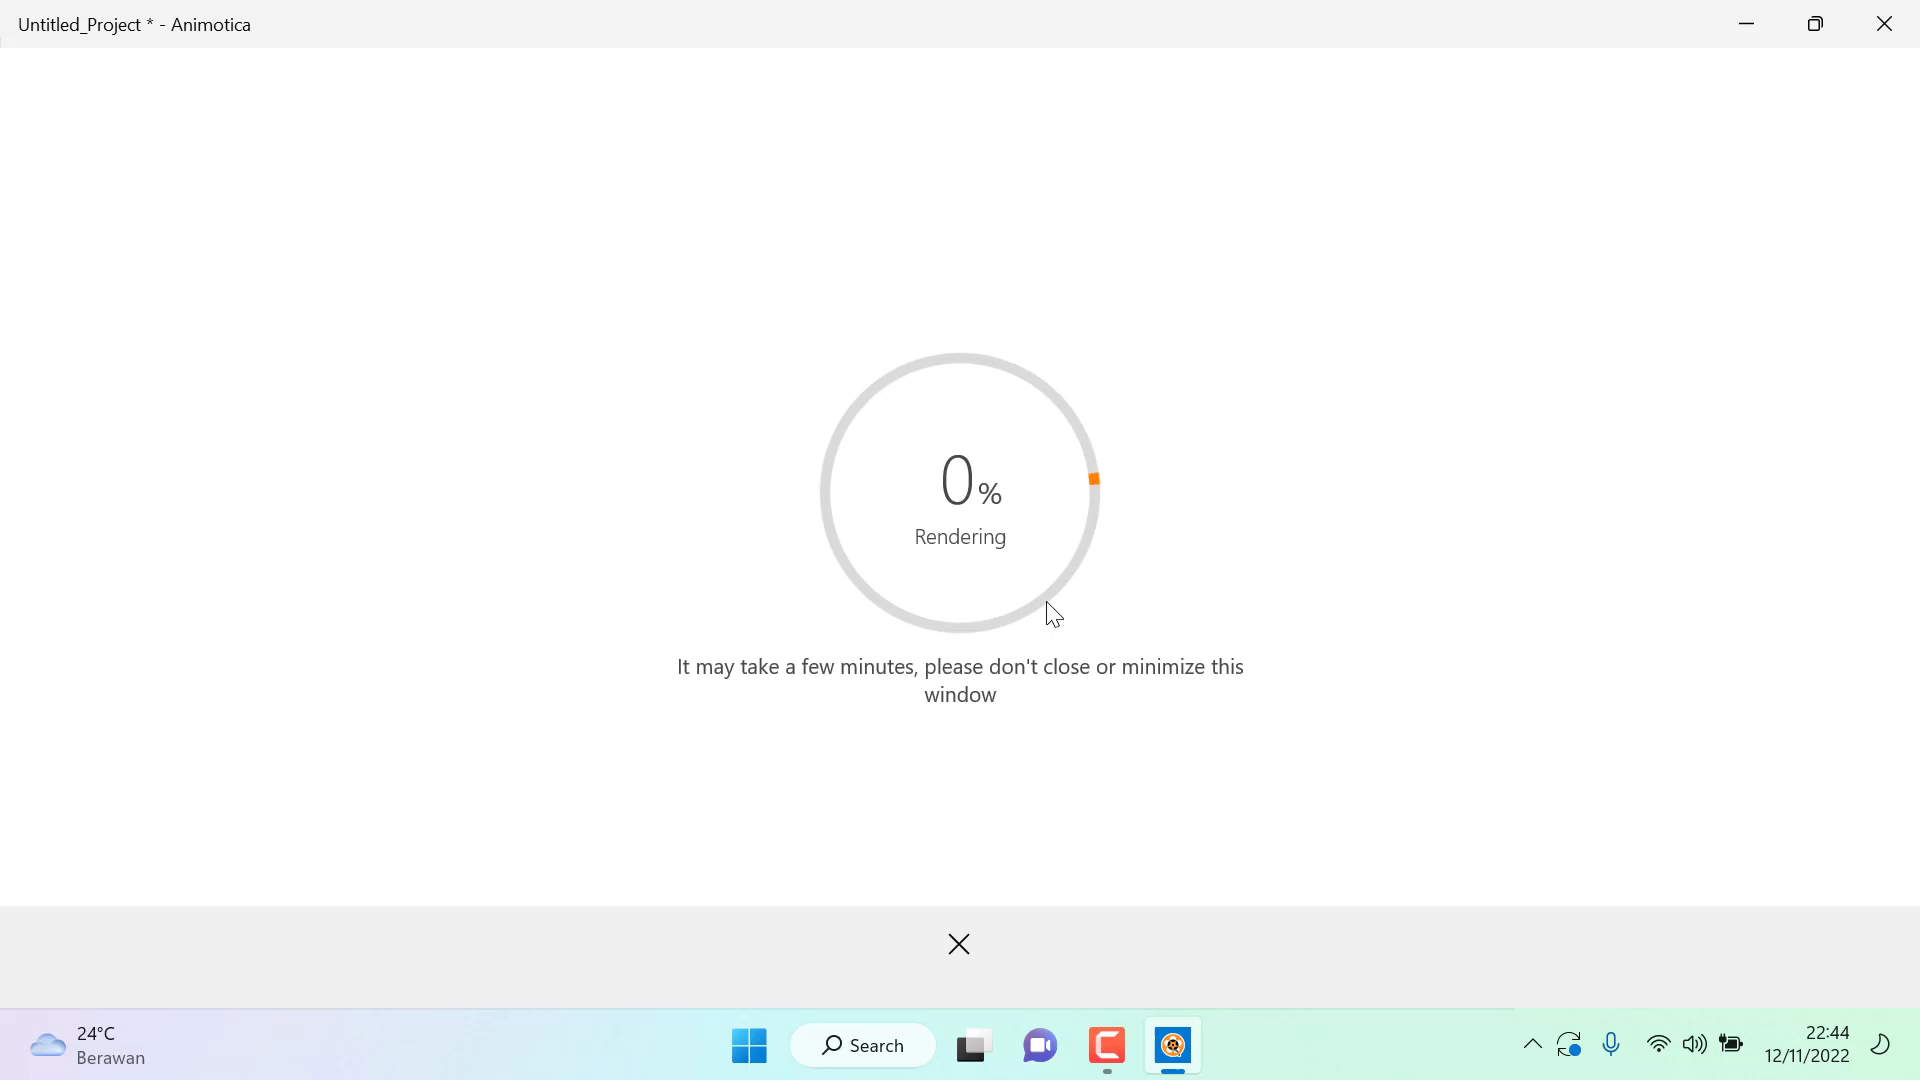 Untitled_Project * - Animotica
0%
Rendering
It may take a few minutes, please don't close or minimize this
window
24°C
Berawan
Search
22:44
12/11/2022